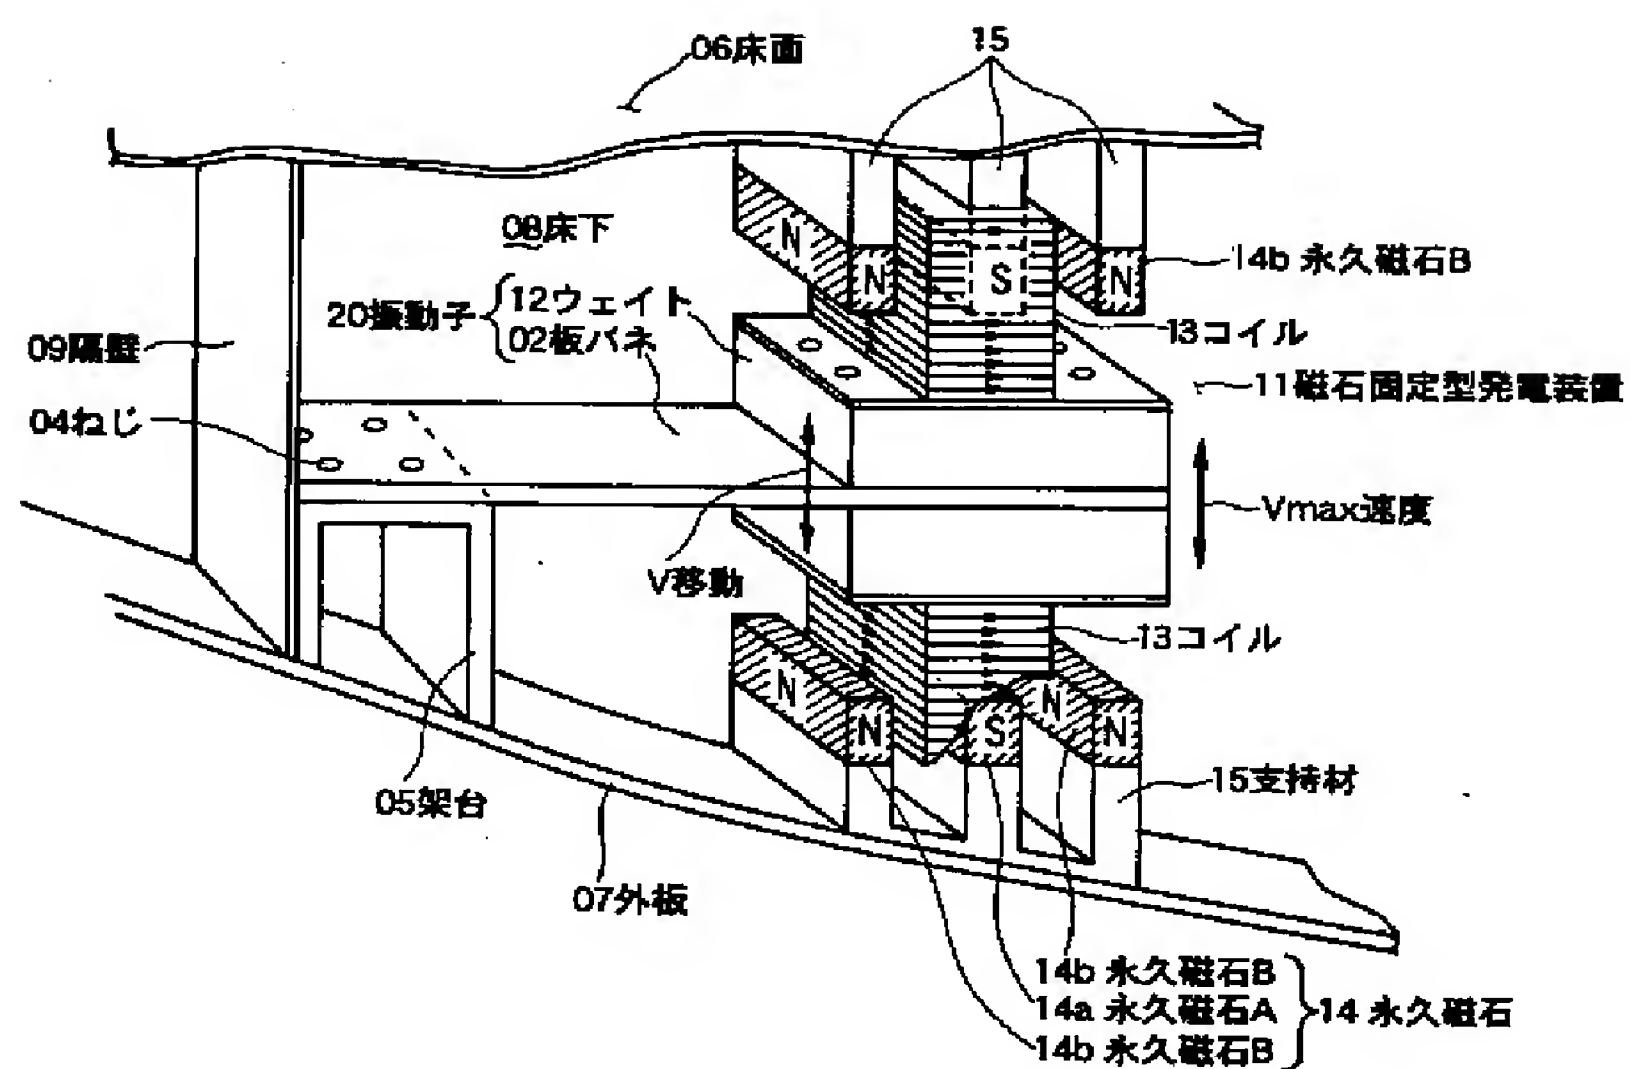 15
06床面
08床下
N
N
S
N
14b 永久磁石B
20振動子
12ウェイト
02板バネ
13コイル
09隔壁
11磁石固定型発電装置
04ねじ
Vmax速度
V移動
13コイル
N
N
S
N
N
15支持材
05架台
07外板
14b 永久磁石B
14a 永久磁石A
14 永久磁石
14b 永久磁石B